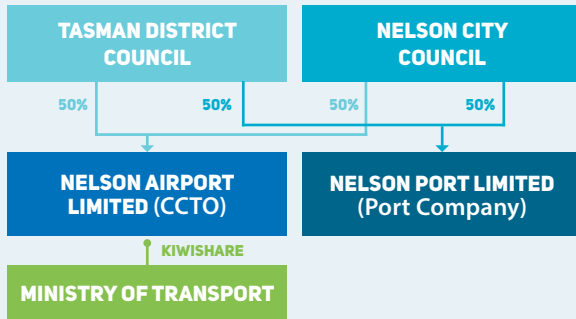 TASMAN DISTRICT
COUNCIL
NELSON CITY
COUNCIL
50%
50%
50%
50%
NELSON AIRPORT
LIMITED (CCTO)
NELSON PORT LIMITED
(Port Company)
KIWISHARE
MINISTRY OF TRANSPORT